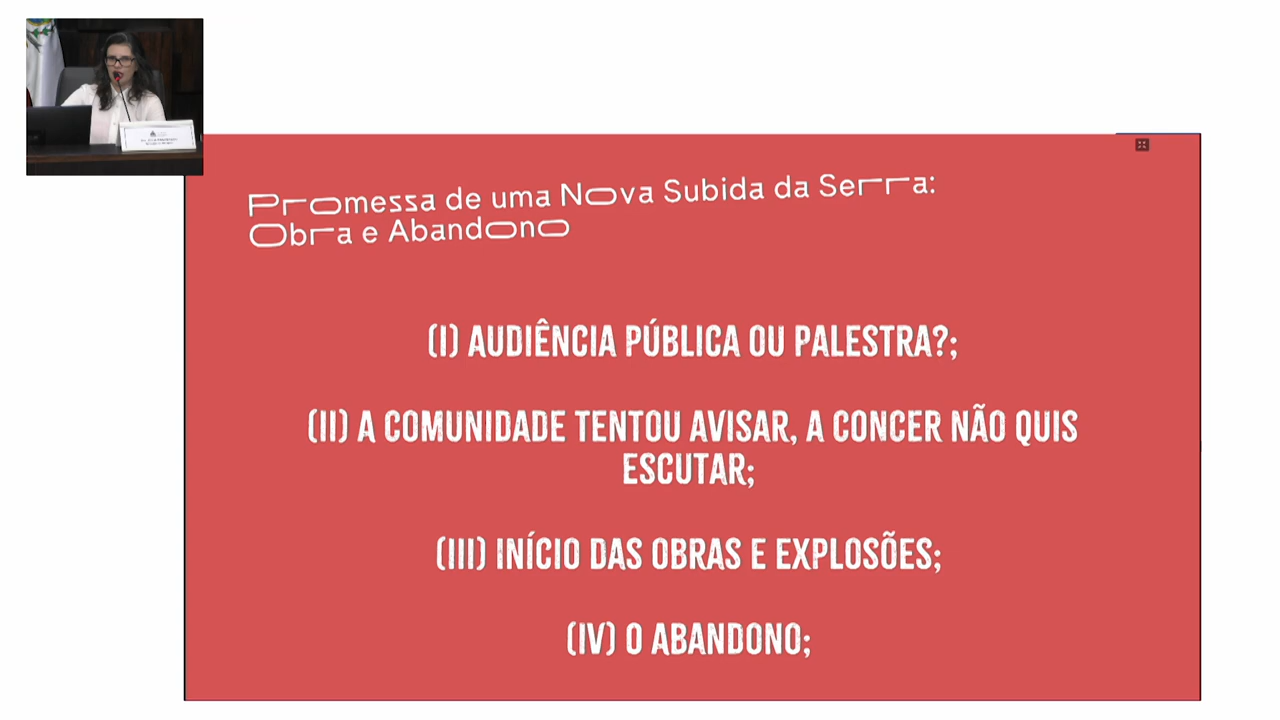 Promessa de uma Nova Subida da Serra:
Obra e Abandono
(I) AUDIÊNCIA PÚBLICA OU PALESTRA?;
(II) A COMUNIDADE TENTOU AVISAR, A CONCER NÃO QUIS
ESCUTAR;
(III) INÍCIO DAS OBRAS E EXPLOSÕES;
(IV) O ABANDONO;